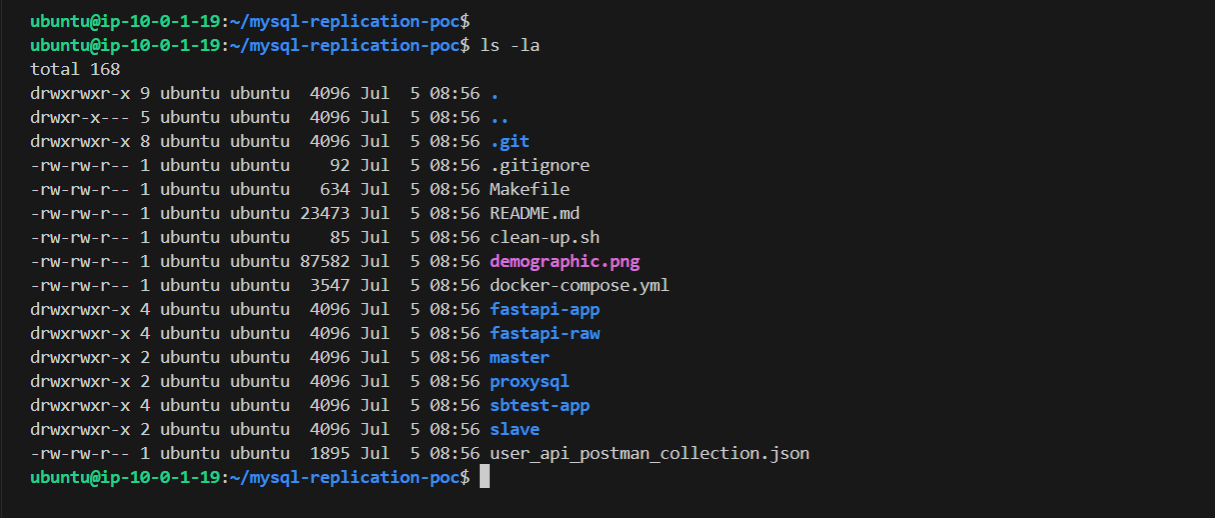 ubuntu@ip-10-0-1-19:~/mysql-replication-poc$
ubuntu@ip-10-0-1-19:~/mysql-replication-poc$ ls -la
total 168
drwxrwxr-x 9 ubuntu ubuntu  4096 Jul  5 08:56 .
drwxr-x--- 5 ubuntu ubuntu  4096 Jul  5 08:56 ..
drwxrwxr-x 8 ubuntu ubuntu  4096 Jul  5 08:56 .git
-rw-rw-r-- 1 ubuntu ubuntu    92 Jul  5 08:56 .gitignore
-rw-rw-r-- 1 ubuntu ubuntu   634 Jul  5 08:56 Makefile
-rw-rw-r-- 1 ubuntu ubuntu 23473 Jul  5 08:56 README.md
-rw-rw-r-- 1 ubuntu ubuntu    85 Jul  5 08:56 clean-up.sh
-rw-rw-r-- 1 ubuntu ubuntu 87582 Jul  5 08:56 demographic.png
-rw-rw-r-- 1 ubuntu ubuntu  3547 Jul  5 08:56 docker-compose.yml
drwxrwxr-x 4 ubuntu ubuntu  4096 Jul  5 08:56 fastapi-app
drwxrwxr-x 4 ubuntu ubuntu  4096 Jul  5 08:56 fastapi-raw
drwxrwxr-x 2 ubuntu ubuntu  4096 Jul  5 08:56 master
drwxrwxr-x 2 ubuntu ubuntu  4096 Jul  5 08:56 proxysql
drwxrwxr-x 4 ubuntu ubuntu  4096 Jul  5 08:56 sbtest-app
drwxrwxr-x 2 ubuntu ubuntu  4096 Jul  5 08:56 slave
-rw-rw-r-- 1 ubuntu ubuntu  1895 Jul  5 08:56 user_api_postman_collection.json
ubuntu@ip-10-0-1-19:~/mysql-replication-poc$